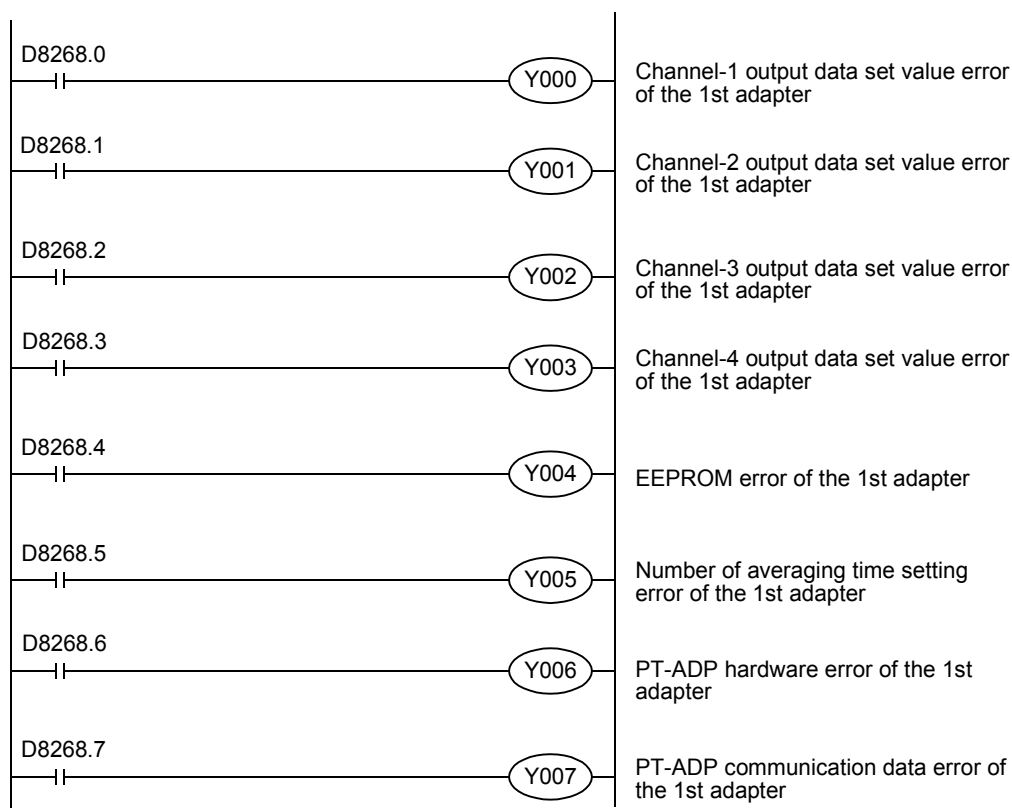 D8268.0
Y000
Channel-1 output data set value error
of the 1st adapter
D8268.1
Y001
Channel-2 output data set value error
of the 1st adapter
D8268.2
Y002
Channel-3 output data set value error
of the 1st adapter
D8268.3
Y003
Channel-4 output data set value error
of the 1st adapter
D8268.4
Y004
EEPROM error of the 1st adapter
D8268.5
Y005
Number of averaging time setting
error of the 1st adapter
D8268.6
Y006
PT-ADP hardware error of the 1st
adapter
D8268.7
Y007
PT-ADP communication data error of
the 1st adapter